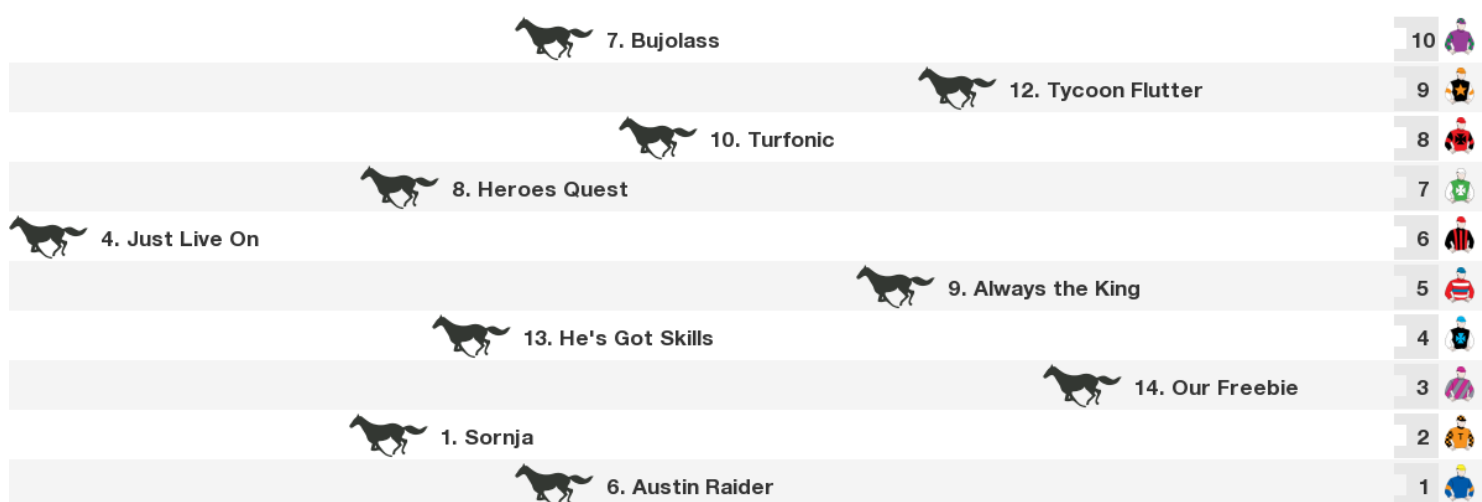 7. Bujolass 10
12. Tycoon Flutter 9
10. Turfonic 8
8. Heroes Quest 7
4. Just Live On 6
9. Always the King 5
13. He's Got Skills 4
14. Our Freebie 3
1. Sornja 2
6. Austin Raider 1